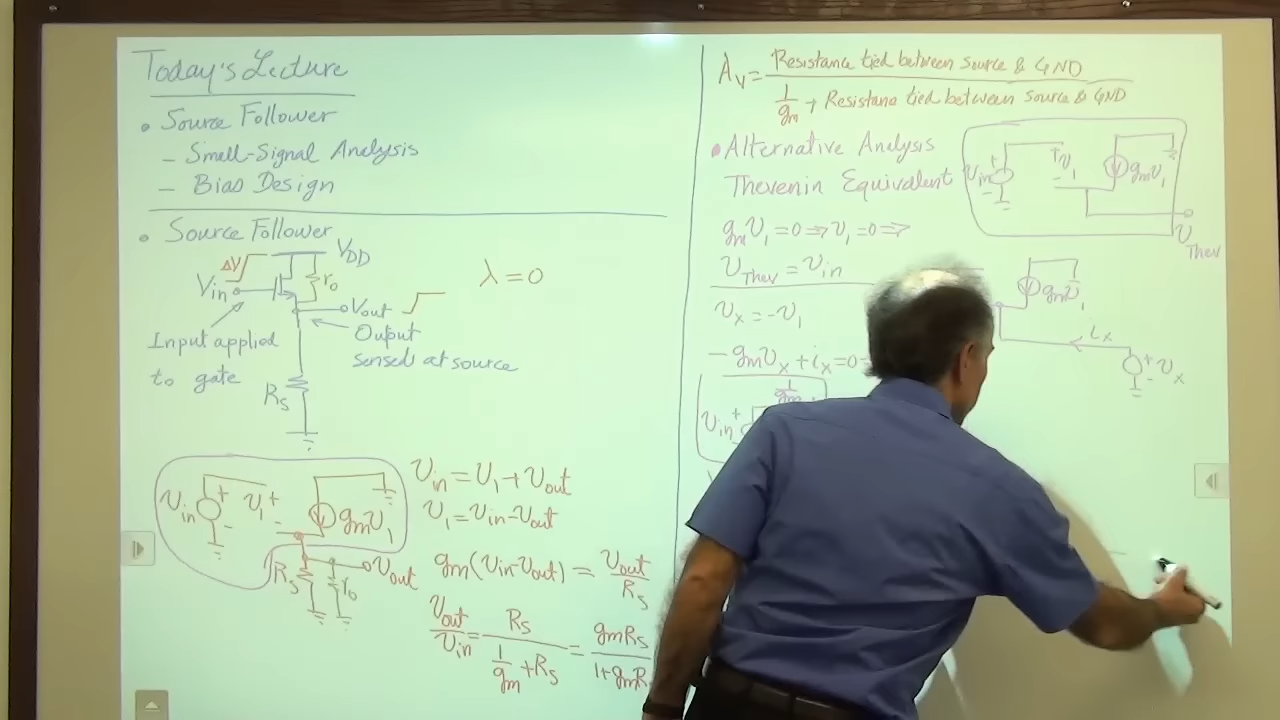 Today's Lecture
• Source Follower
– Small-Signal Analysis
– Bias Design
• Source Follower
ΔV
VDD
Vin
ro
Vout
λ = 0
Input applied
to gate
Output
sensed at source
RS
vin
+
-
v1
+
-
gmv1
RS
ro
vout
vin = v1 + vout
v1 = vin - vout
gm(vin-vout) = vout/RS
vout/vin = RS/(1/gm + RS) = gmRS/(1+gmR
Av = Resistance tied between Source & GND
1/gm + Resistana tied between Source & GND
• Alternative Analysis
Thevenin Equivalent
vin
+
-
+
v1
-
gmv1
vThev
gmv1 = 0 ⇒ v1 = 0 ⇒
vThev = vin
vx = -v1
- gmvx + ix = 0
gmv1
ix
+
-
vx
1/gm
vin
+
-